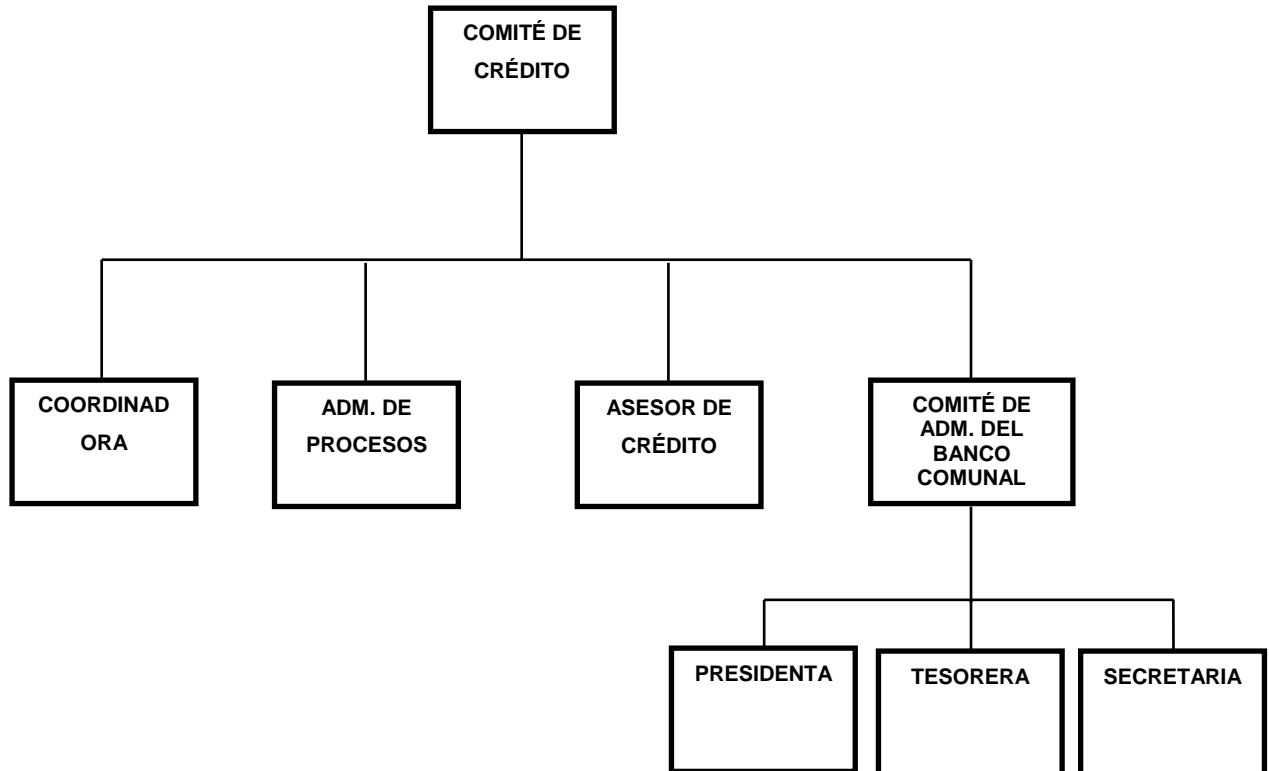 COMITÉ DE
CRÉDITO
COORDINAD
ORA
ADM. DE
PROCESOS
ASESOR DE
CRÉDITO
COMITÉ DE
ADM. DEL
BANCO
COMUNAL
PRESIDENTA
TESORERA
SECRETARIA